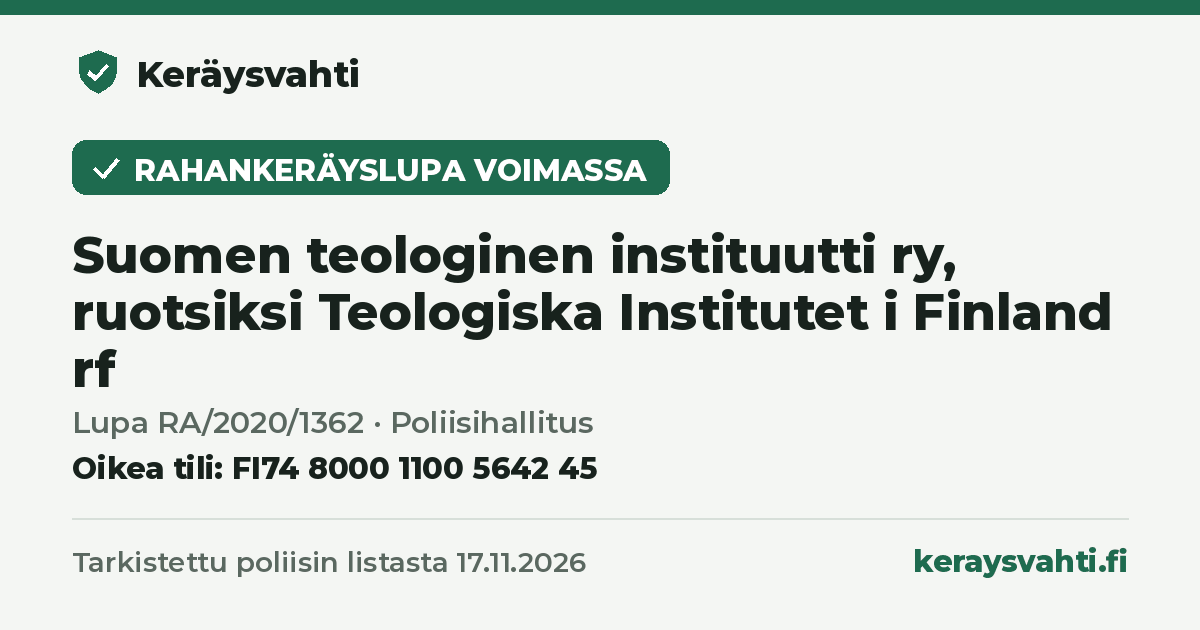 Keräysvahti
RAHANKERÄYSLUPA VOIMASSA
Suomen teologinen instituutti ry,
ruotsiksi Teologiska Institutet i Finland
rf
Lupa RA/2020/1362 · Poliisihallitus
Oikea tili: FI74 8000 1100 5642 45
Tarkistettu poliisin listasta 17.11.2026
keraysvahti.fi